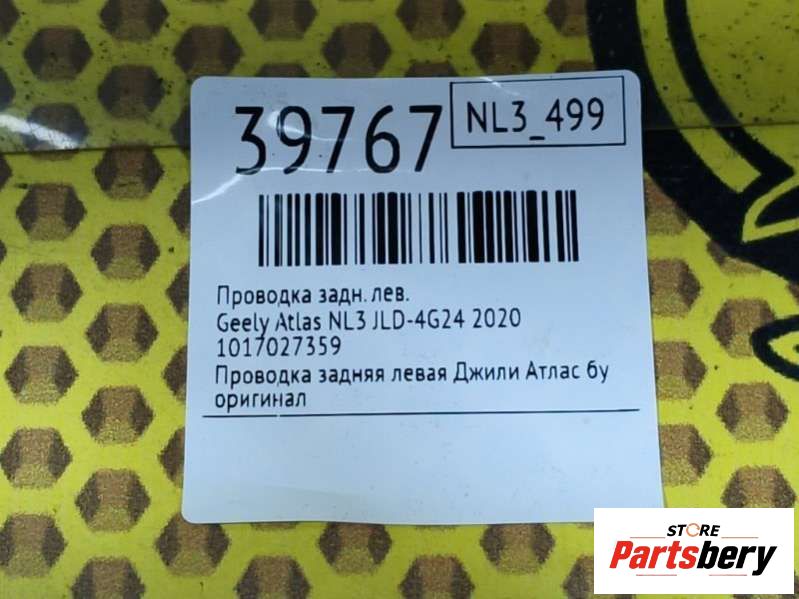 39767
NL3_499
Проводка задн. лев.
Geely Atlas NL3 JLD-4G24 2020
1017027359
Проводка задняя левая Джили Атлас бу
оригинал
STORE
Partsbery